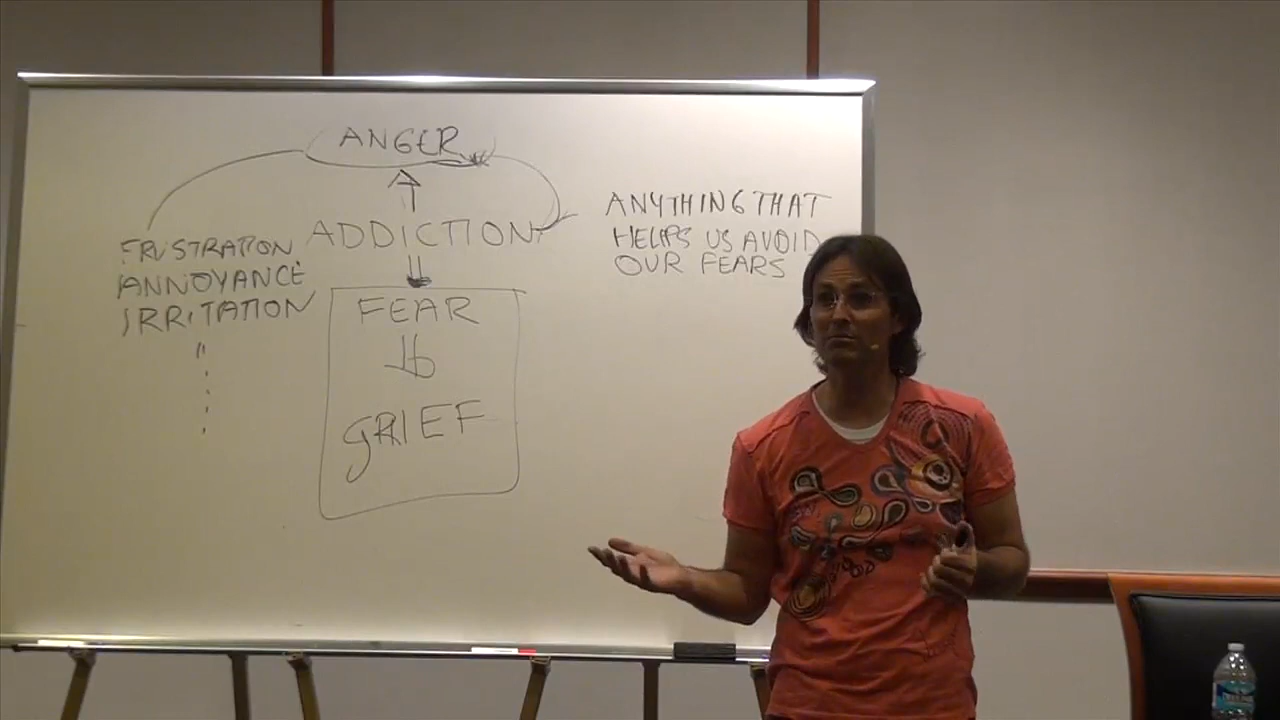 ANGER
ADDICTION
ANYTHING THAT
HELPS US AVOID
OUR FEARS
FRUSTRATION
ANNOYANCE
IRRITATION
FEAR
GRIEF